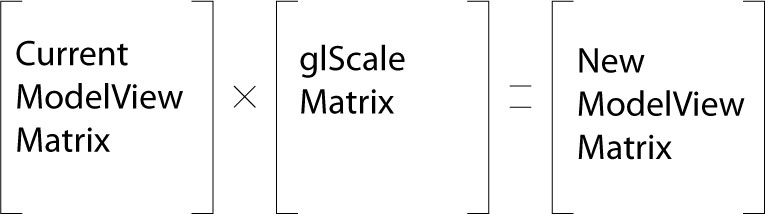 Current
ModelView
Matrix
×
glScale
Matrix
=
New
ModelView
Matrix